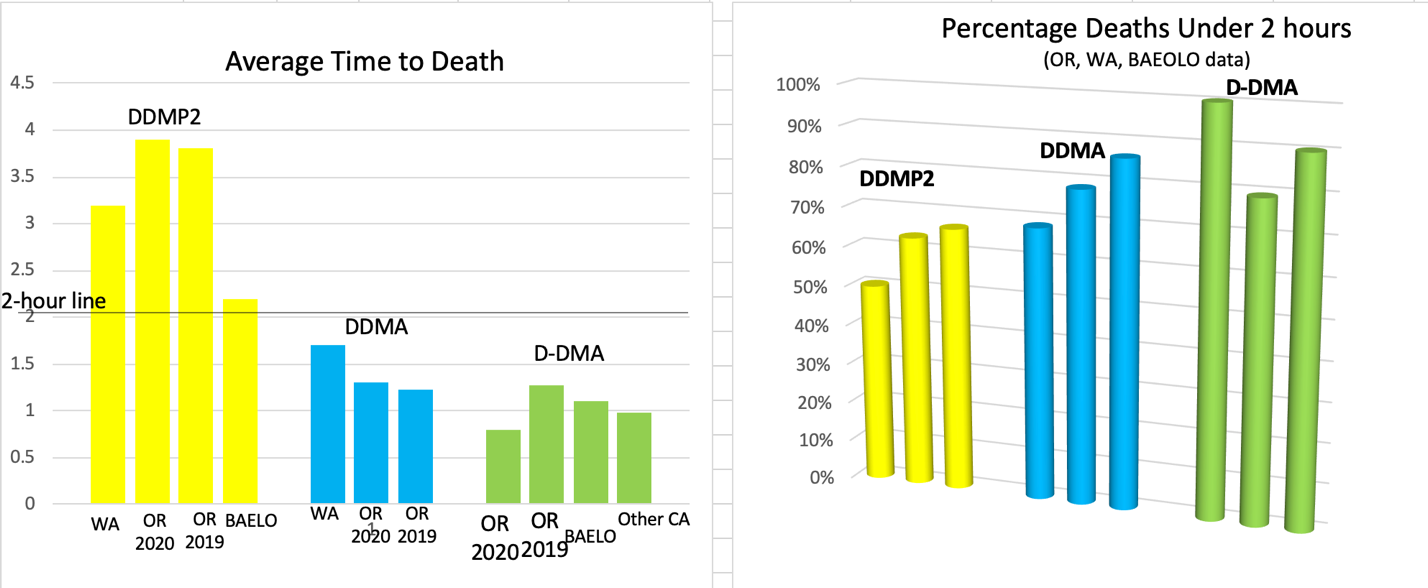 Average Time to Death
4.5
4
3.5
3
2.5
2
1.5
1
0.5
0
DDMP2
2-hour line
DDMA
D-DMA
WA
OR
2020
OR
2019
BAELO
WA
OR
1
2020
OR
2019
OR
2020
OR
2019
BAELO
Other CA
Percentage Deaths Under 2 hours
(OR, WA, BAEOLO data)
100%
90%
80%
70%
60%
50%
40%
30%
20%
10%
0%
DDMP2
DDMA
D-DMA